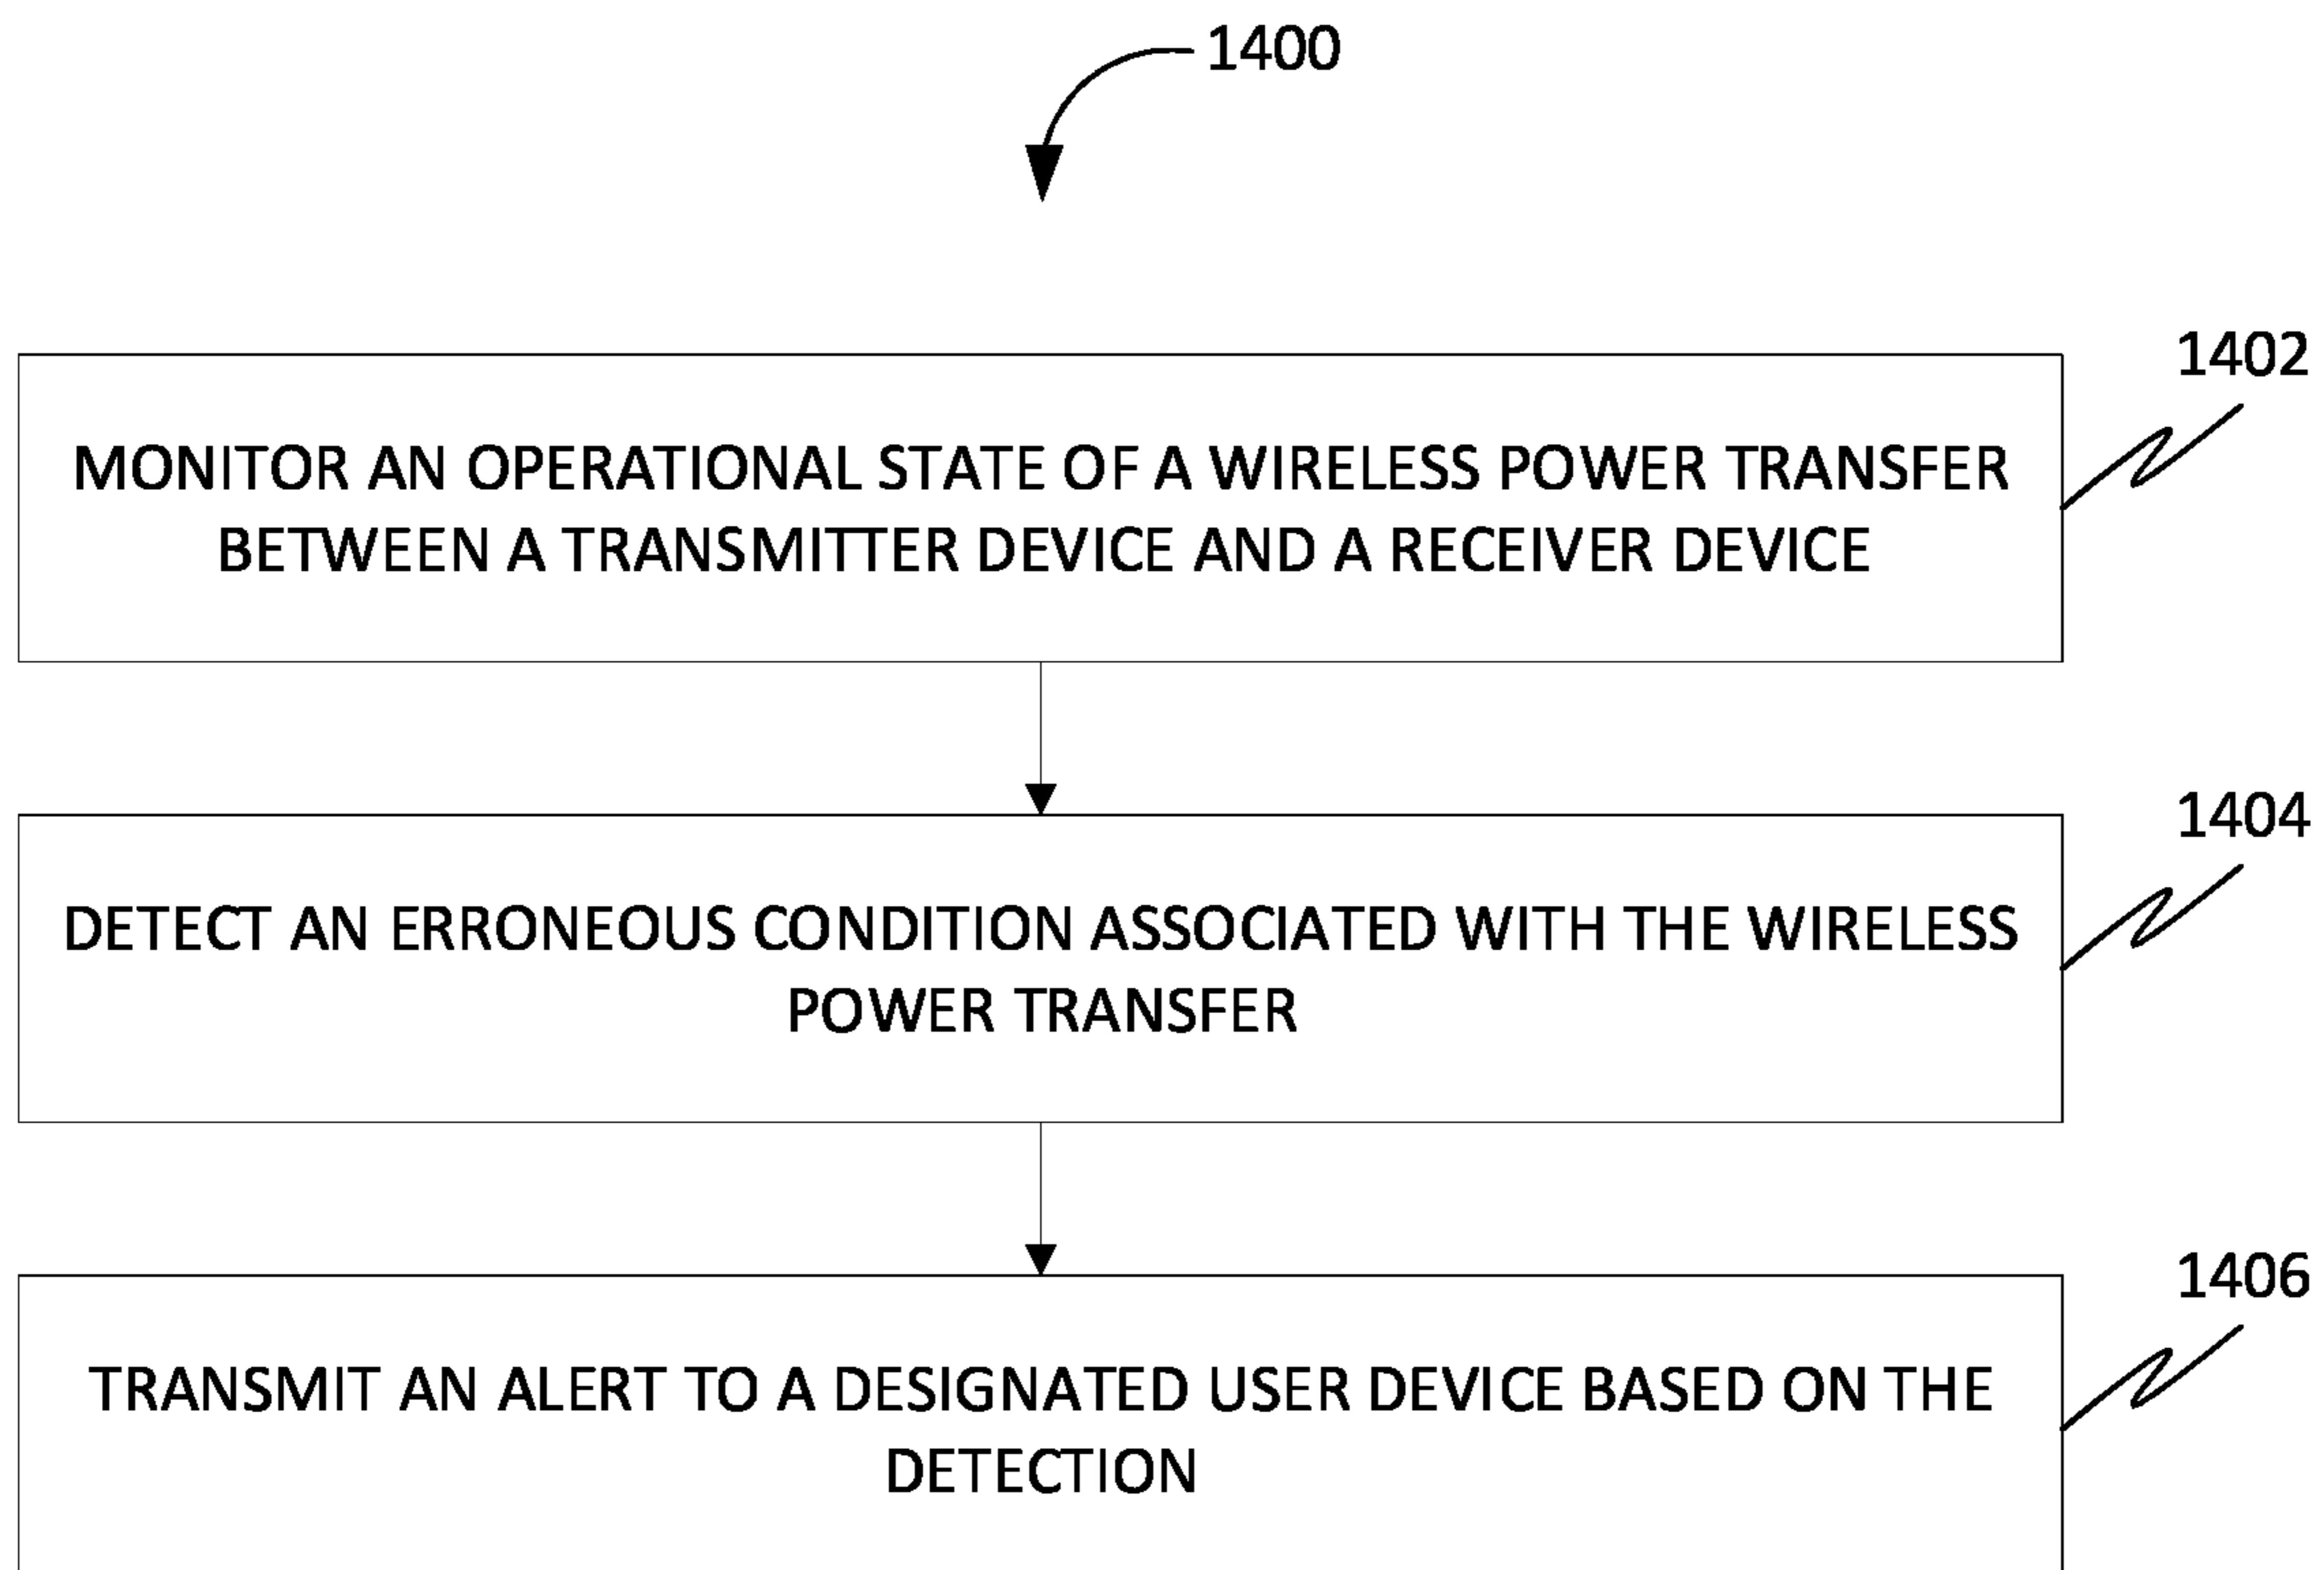 1400
1402
MONITOR AN OPERATIONAL STATE OF A WIRELESS POWER TRANSFER
BETWEEN A TRANSMITTER DEVICE AND A RECEIVER DEVICE
1404
DETECT AN ERRONEOUS CONDITION ASSOCIATED WITH THE WIRELESS
POWER TRANSFER
1406
TRANSMIT AN ALERT TO A DESIGNATED USER DEVICE BASED ON THE
DETECTION